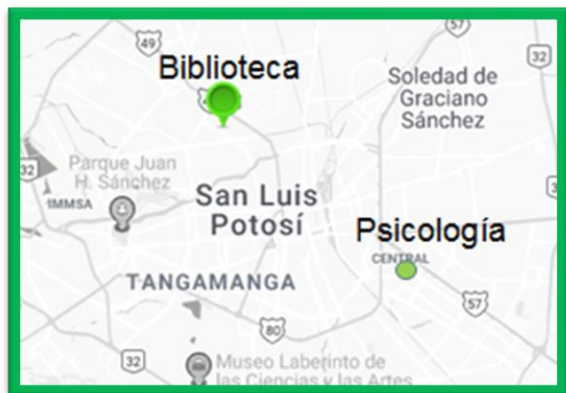 57
49
32
Biblioteca
Soledad de
Graciano
Sánchez
Parque Juan
H. Sánchez
32
IMMSA
San Luis
Potosí
Psicología
CENTRAL
TANGAMANGA
57
80
32
Museo Laberinto de
las Ciencias y las Artes